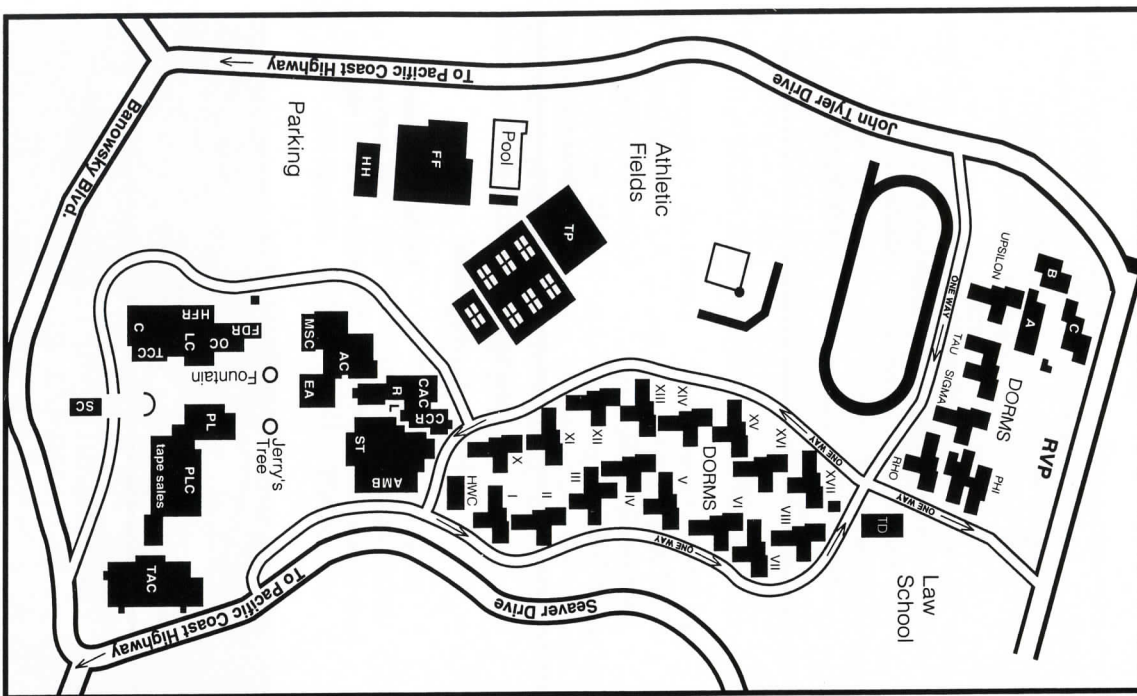 RVP
C
B
A
DORMS
PHI
UPSILON
TAU
SIGMA
RHO
John Tyler Drive
ONE WAY
ONE WAY
Law
School
TD
XVII
XVI
XV
VIII
VII
VI
ONE WAY
DORMS
XIV
XIII
V
IV
ONE WAY
XII
XI
III
II
X
I
HWC
Athletic
Fields
TP
Pool
FF
HH
To Pacific Coast Highway
Parking
Seaver Drive
CCR
CAC
R
L
AMB
ST
AC
MSC
EA
Jerry's
Tree
Fountain
FDR
OC
HFR
LC
TCC
C
PL
PLC
tape sales
TAC
SC
To Pacific Coast Highway
Banowsky Blvd.